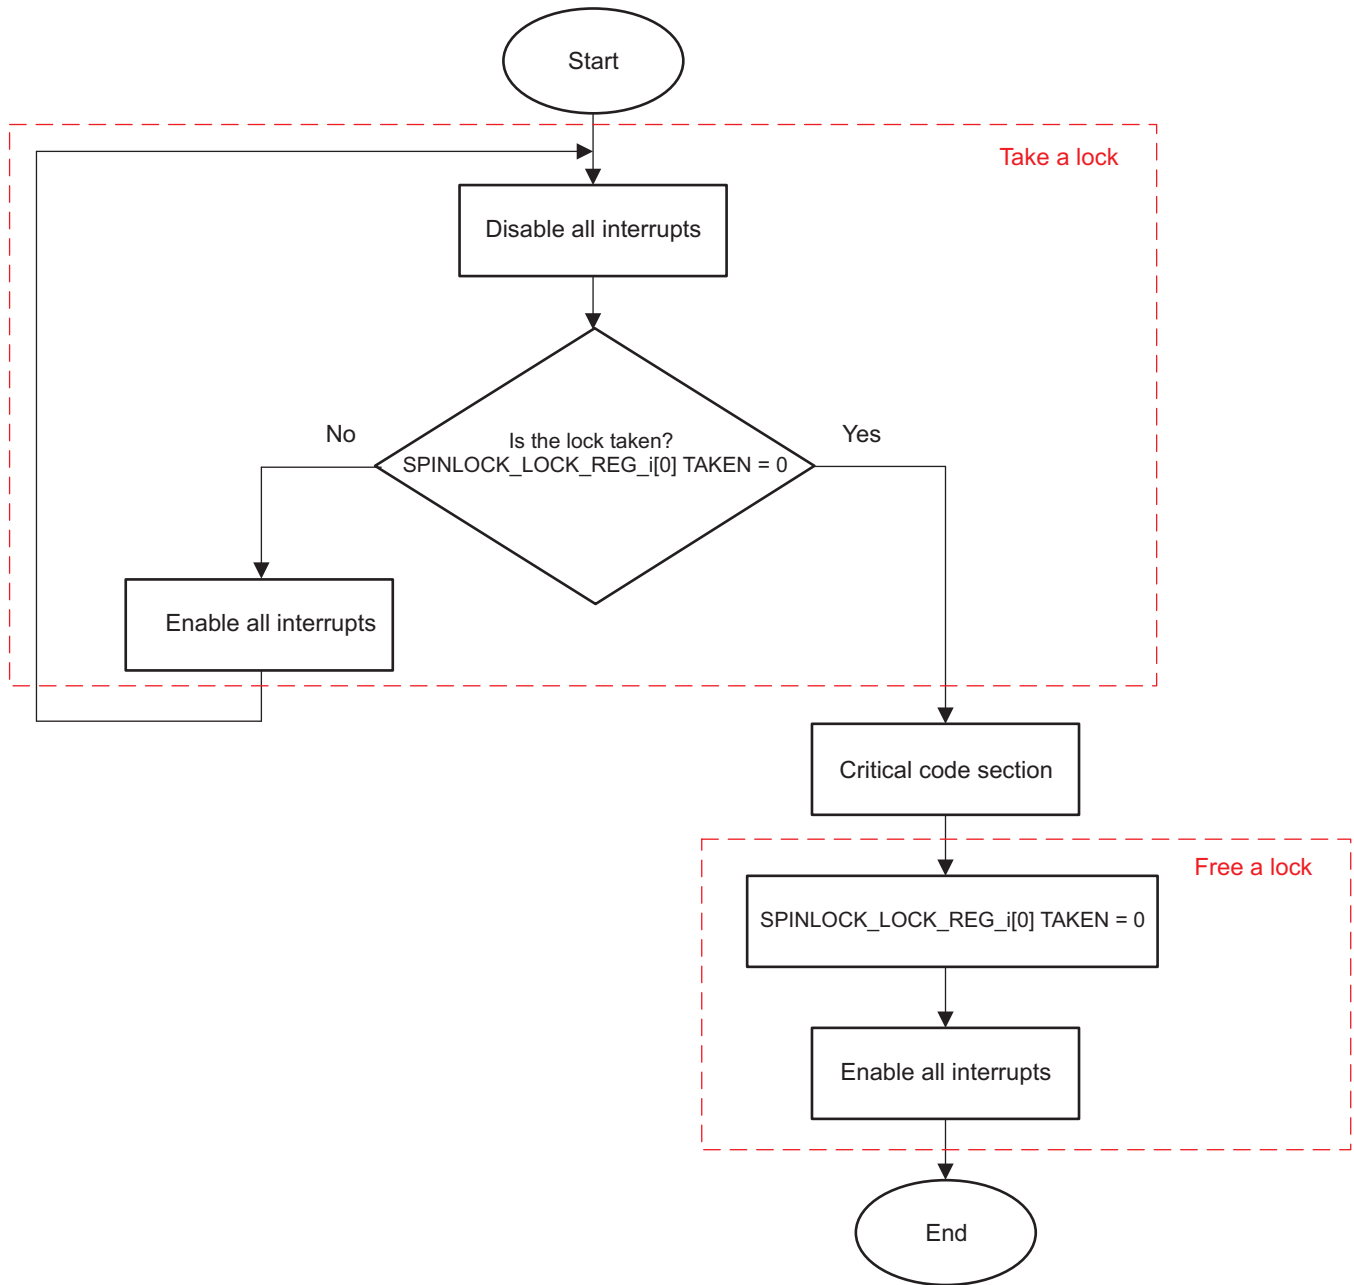 Start
Take a lock
Disable all interrupts
No
Is the lock taken?
Yes
SPINLOCK_LOCK_REG_i[0] TAKEN = 0
Enable all interrupts
Critical code section
Free a lock
SPINLOCK_LOCK_REG_i[0] TAKEN = 0
Enable all interrupts
End